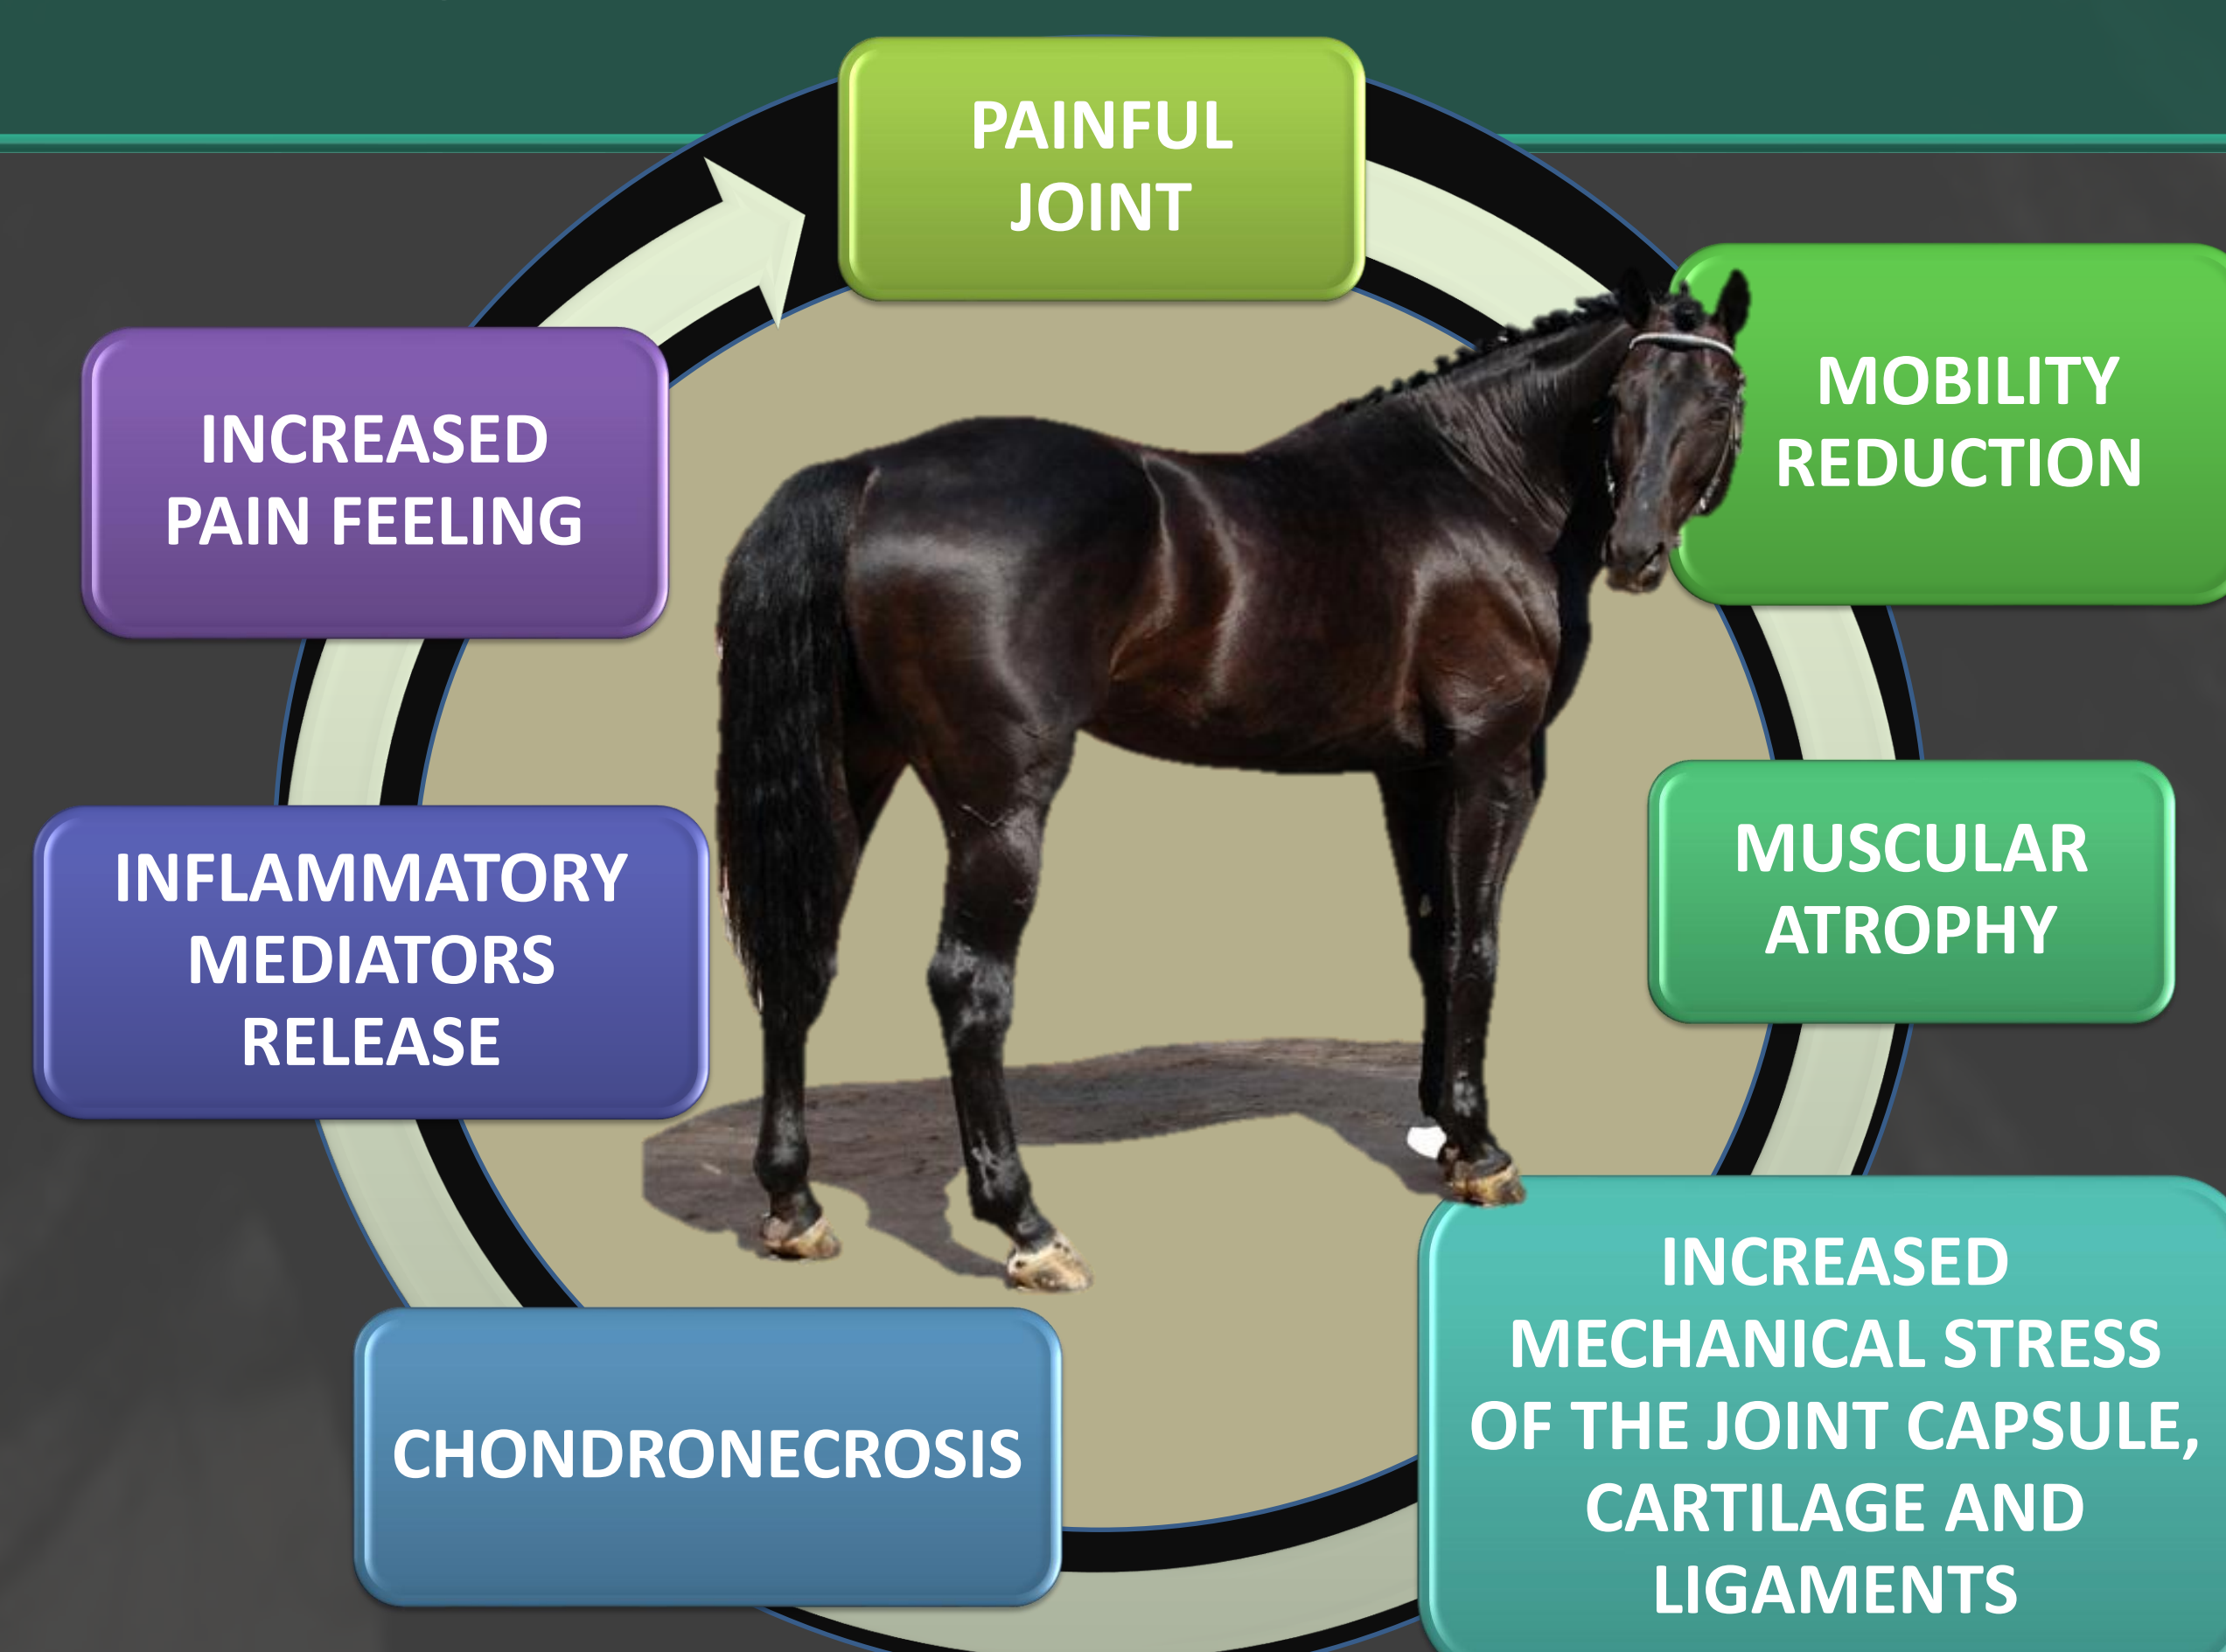 PAINFUL
JOINT
MOBILITY
REDUCTION
MUSCULAR
ATROPHY
INCREASED
MECHANICAL STRESS
OF THE JOINT CAPSULE,
CARTILAGE AND
LIGAMENTS
CHONDRONECROSIS
INFLAMMATORY
MEDIATORS
RELEASE
INCREASED
PAIN FEELING